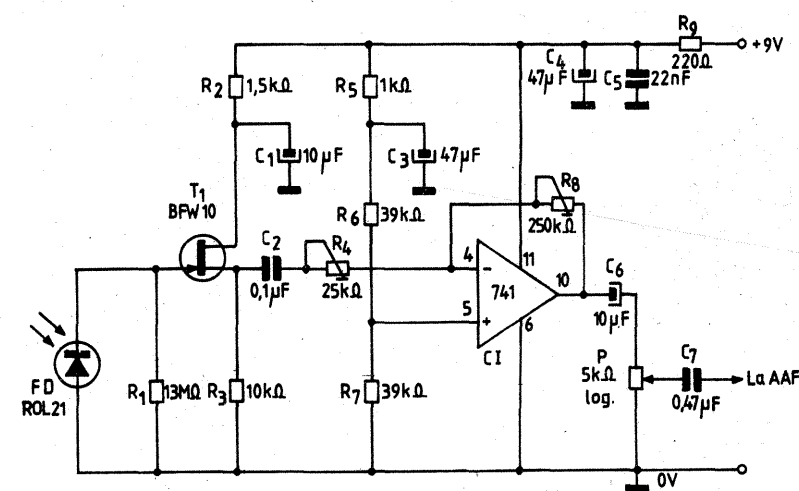 R9
+9V
220Ω
C4
47µF
C5
22nF
R2
1,5kΩ
R5
1kΩ
C1
10µF
C3
47µF
T1
BFW10
R6
39kΩ
R8
250kΩ
C2
0,1µF
R4
25kΩ
4
-
11
741
10
5
+
6
CI
C6
10µF
FD
ROL21
R1
13MΩ
R3
10kΩ
R7
39kΩ
P
5kΩ
log.
C7
0,47µF
La AAF
0V